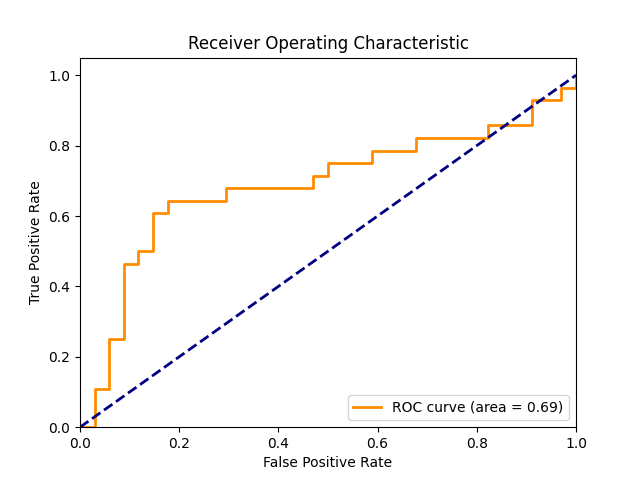 Receiver Operating Characteristic
True Positive Rate
1.0
0.8
0.6
0.4
0.2
0.0
ROC curve (area = 0.69)
0.0 0.2 0.4 0.6 0.8 1.0
False Positive Rate